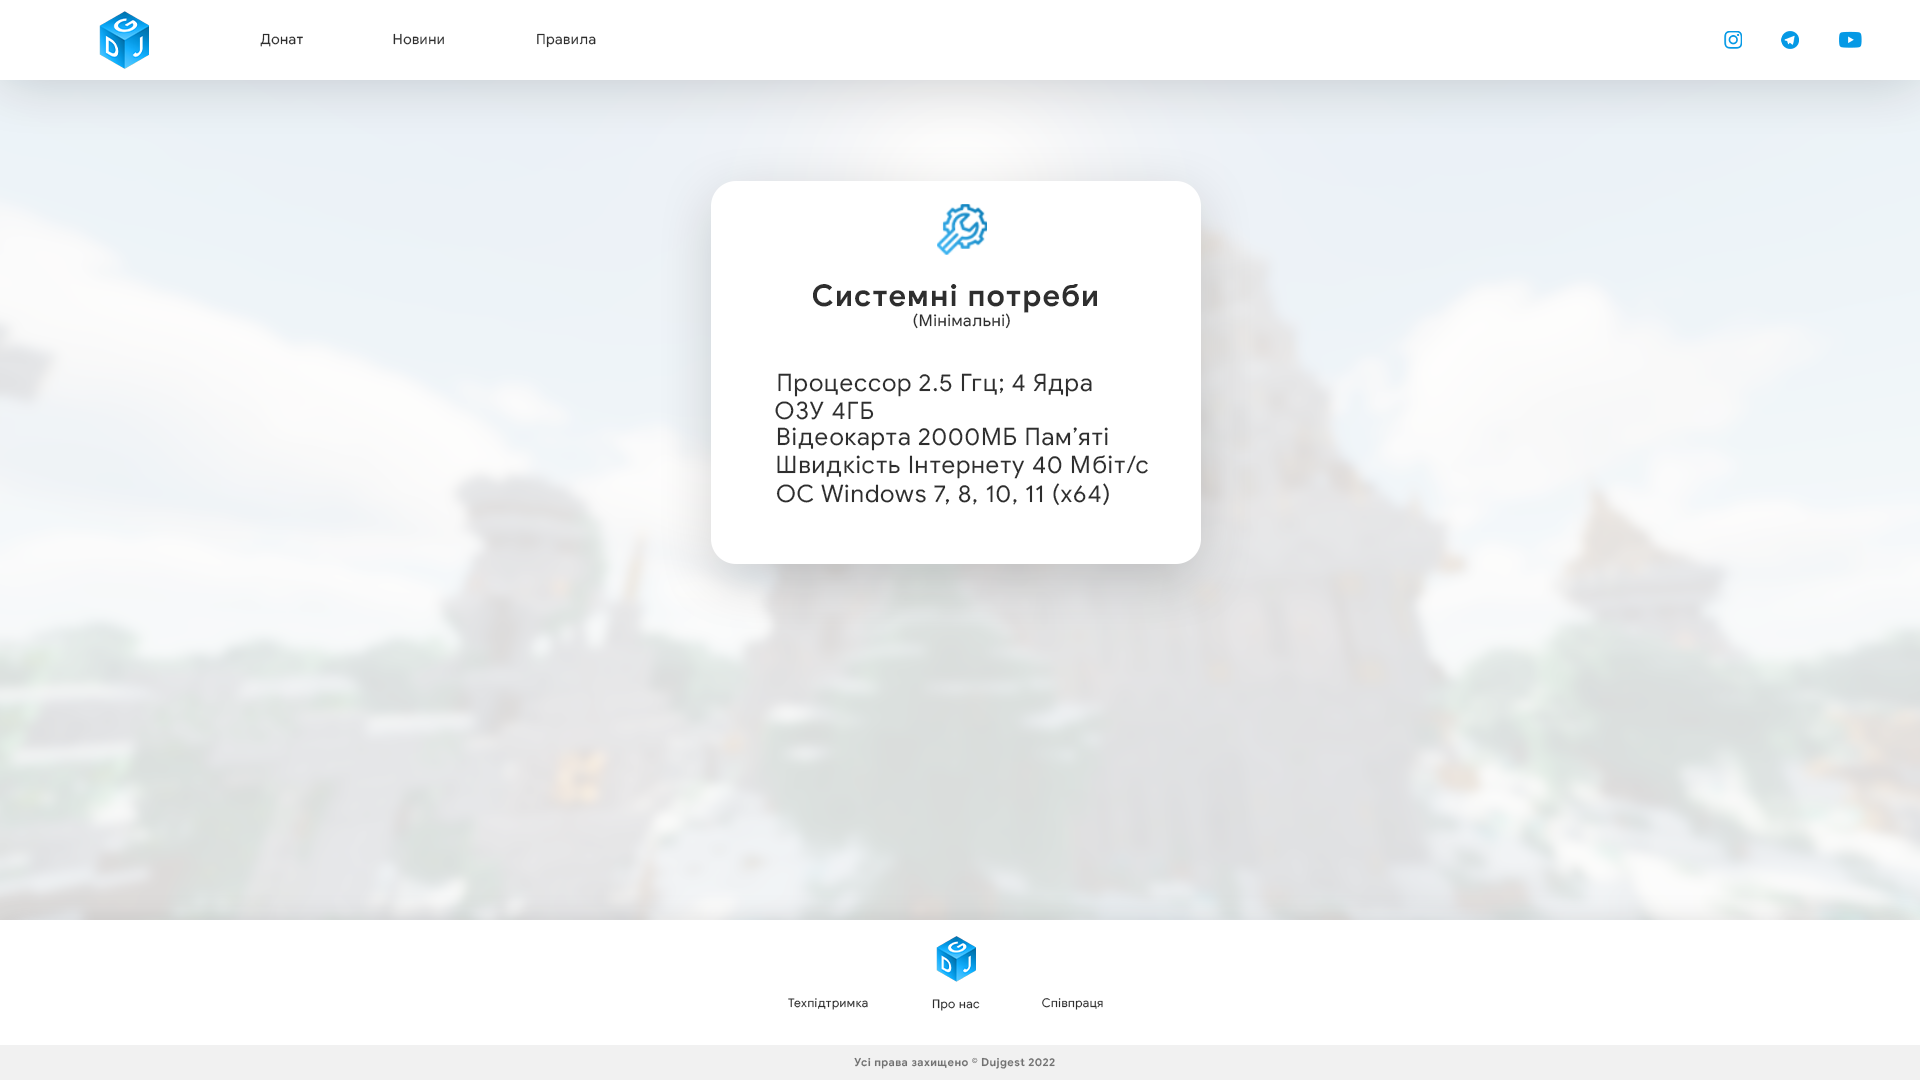 G
D J
Донат Новини Правила
Системні потреби
(Мінімальні)
Процессор 2.5 Ггц; 4 Ядра
ОЗУ 4ГБ
Відеокарта 2000МБ Пам’яті
Швидкість Інтернету 40 Мбіт/с
ОС Windows 7, 8, 10, 11 (x64)
G
D J
Техпідтримка Про нас Співпраця
Усі права захищено © Dujgest 2022